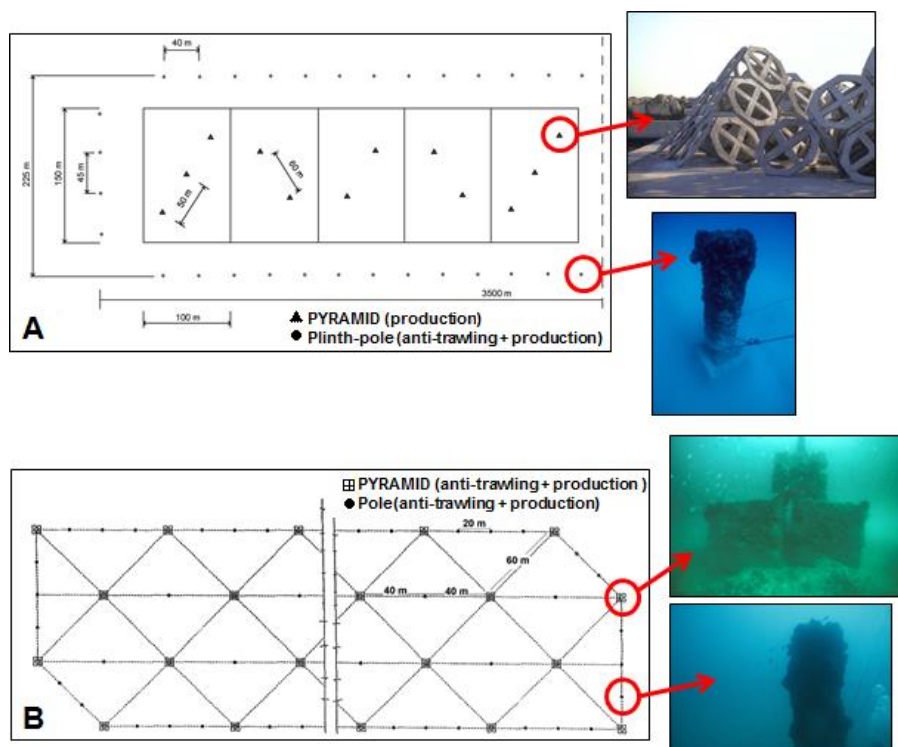 40 m
225 m
150 m
45 m
50 m
60 m
3500 m
100 m
A
PYRAMID (production)
Plinth-pole (anti-trawling + production)
PYRAMID (anti-trawling + production )
Pole (anti-trawling + production)
20 m
60 m
40 m 40 m
B